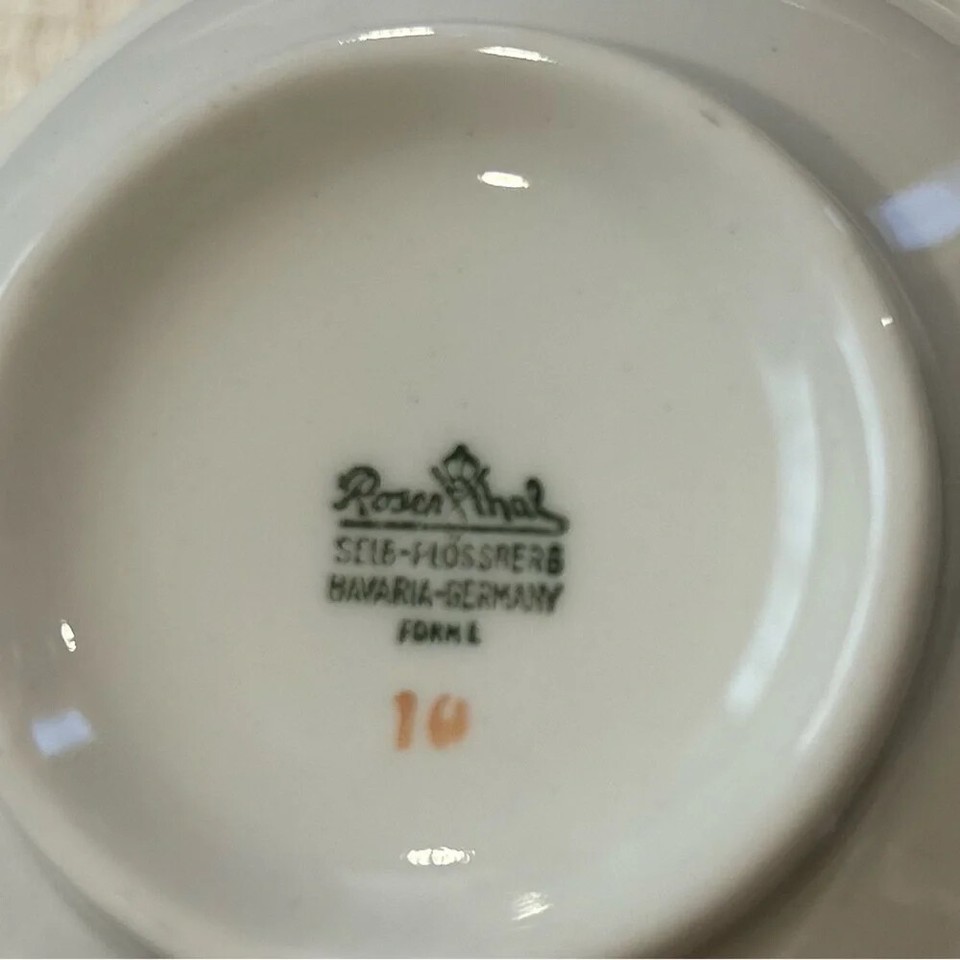 Rosenthal
SELB-PLÖSSBERG
BAVARIA-GERMANY
FORM E
10